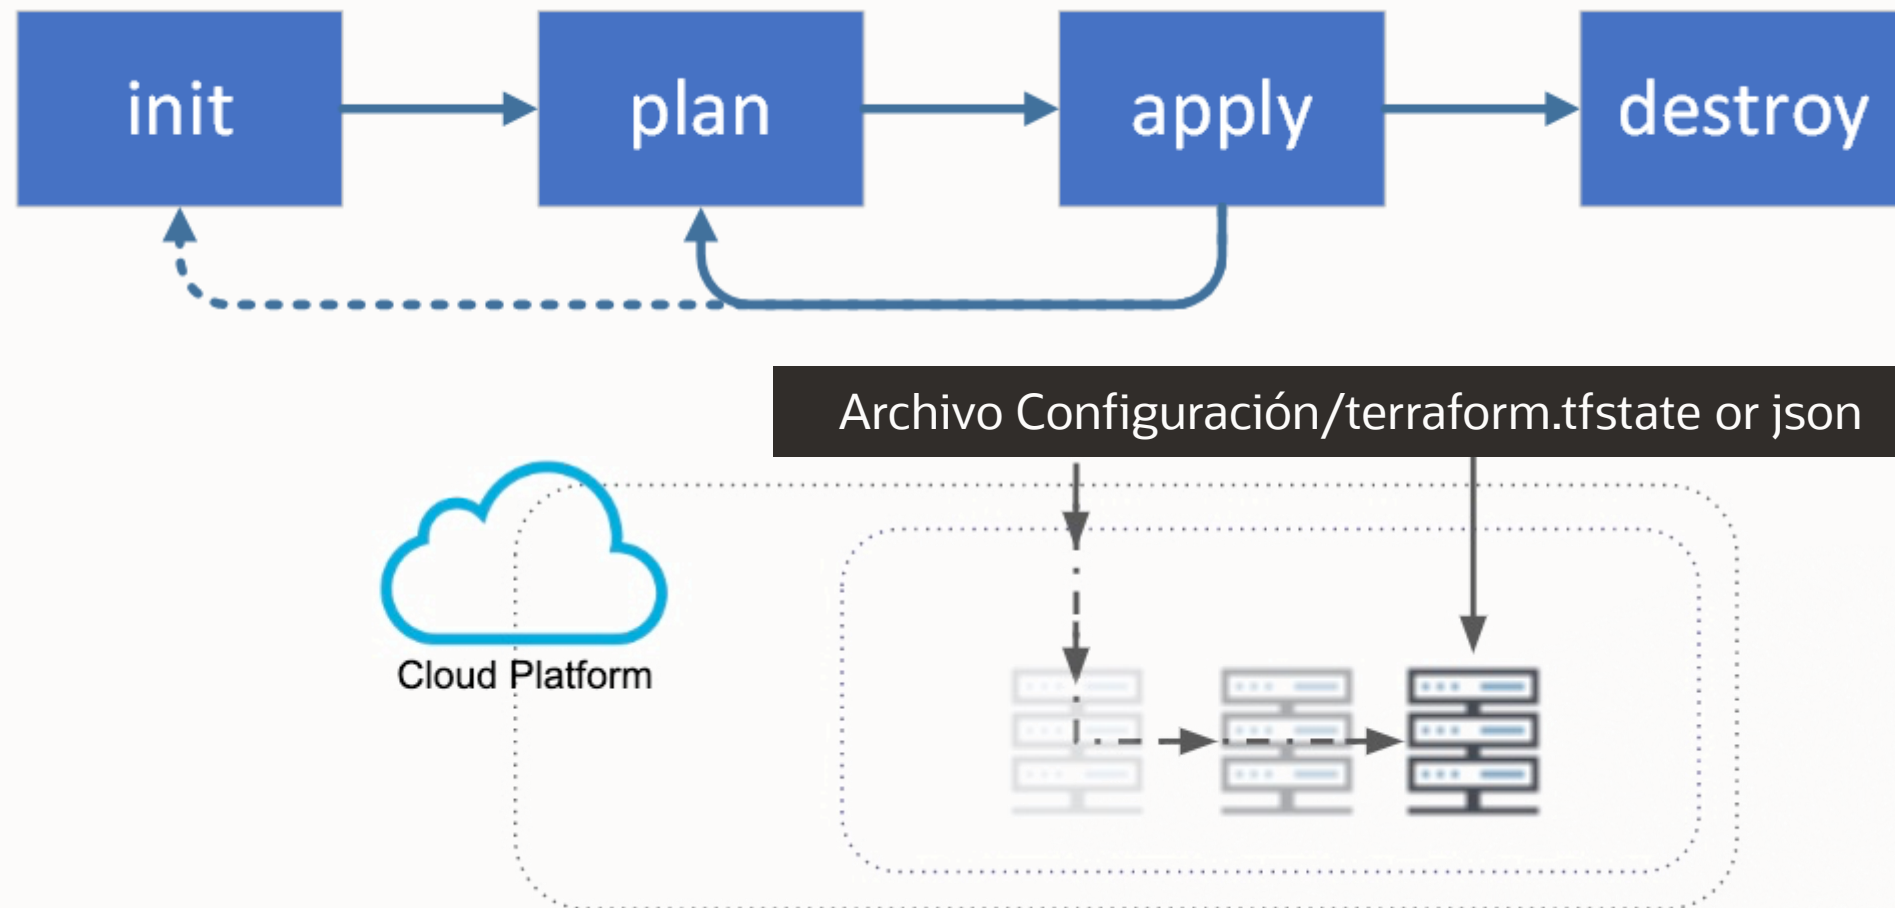 init
plan
apply
destroy
Archivo Configuración/terraform.tfstate or json
Cloud Platform